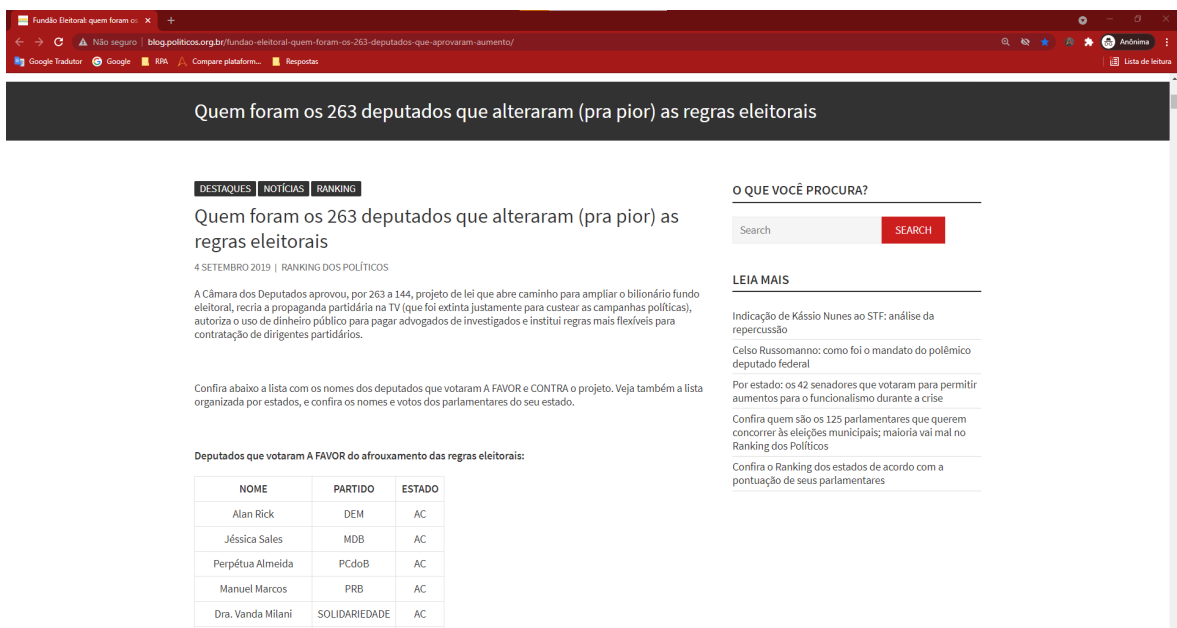 Fundão Eleitoral: quem foram os
Não seguro blog.politicos.org.br/fundao-eleitoral-quem-foram-os-263-deputados-que-aprovaram-aumento/
Anônima
Google Tradutor Google RPA Compare plataform... Respostas
Lista de leitura
Quem foram os 263 deputados que alteraram (pra pior) as regras eleitorais
DESTAQUES NOTÍCIAS RANKING
Quem foram os 263 deputados que alteraram (pra pior) as
regras eleitorais
4 SETEMBRO 2019 | RANKING DOS POLÍTICOS
A Câmara dos Deputados aprovou, por 263 a 144, projeto de lei que abre caminho para ampliar o bilionário fundo
eleitoral, recria a propaganda partidária na TV (que foi extinta justamente para custear as campanhas políticas),
autoriza o uso de dinheiro público para pagar advogados de investigados e institui regras mais flexíveis para
contratação de dirigentes partidários.
Confira abaixo a lista com os nomes dos deputados que votaram A FAVOR e CONTRA o projeto. Veja também a lista
organizada por estados, e confira os nomes e votos dos parlamentares do seu estado.
Deputados que votaram A FAVOR do afrouxamento das regras eleitorais:
NOME PARTIDO ESTADO
Alan Rick DEM AC
Jéssica Sales MDB AC
Perpétua Almeida PCdoB AC
Manuel Marcos PRB AC
Dra. Vanda Milani SOLIDARIEDADE AC
O QUE VOCÊ PROCURA?
Search SEARCH
LEIA MAIS
Indicação de Kássio Nunes ao STF: análise da
repercussão
Celso Russomanno: como foi o mandato do polêmico
deputado federal
Por estado: os 42 senadores que votaram para permitir
aumentos para o funcionalismo durante a crise
Confira quem são os 125 parlamentares que querem
concorrer às eleições municipais; maioria vai mal no
Ranking dos Políticos
Confira o Ranking dos estados de acordo com a
pontuação de seus parlamentares